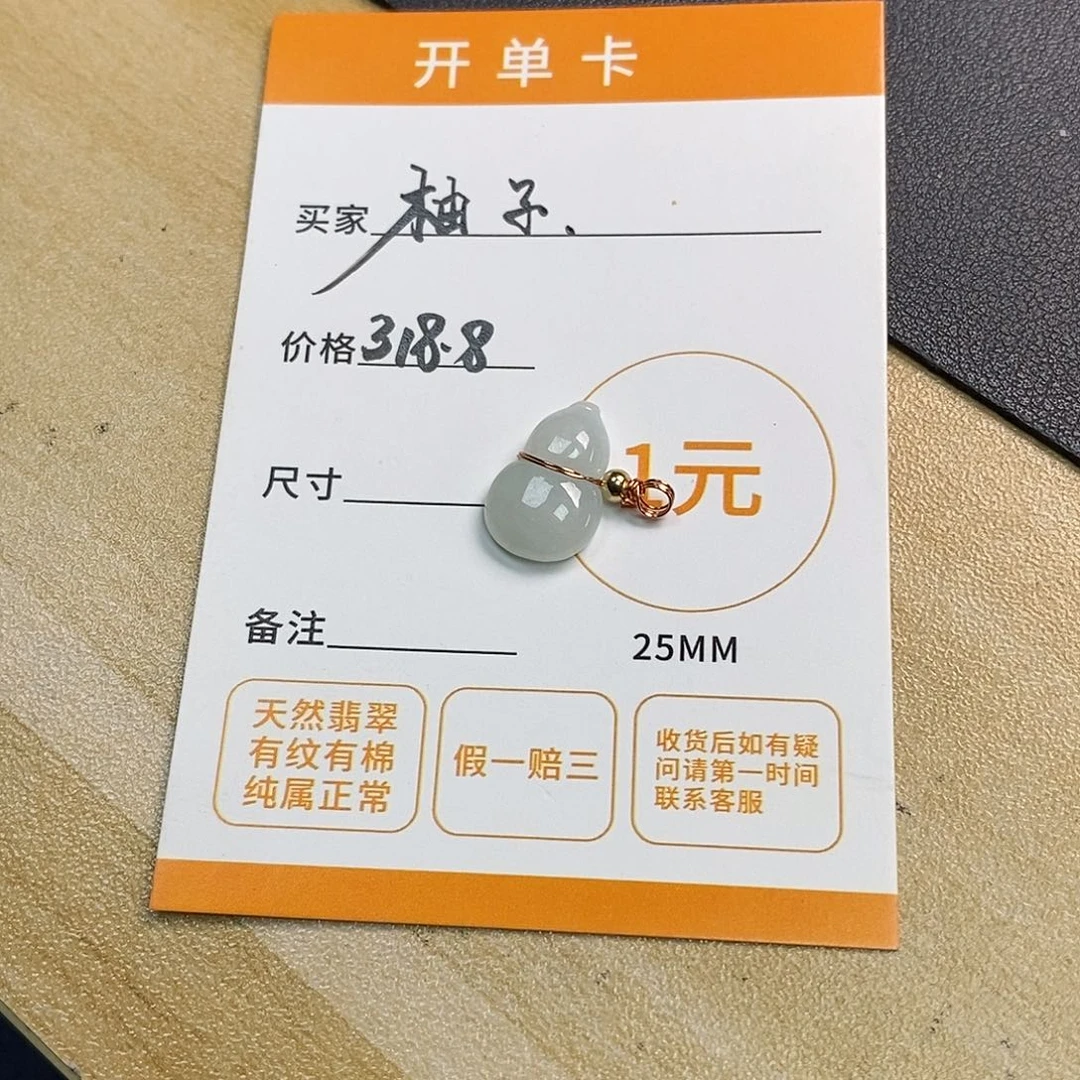 开单卡
买家 柚子、
价格 318.8
尺寸
1元
备注
25MM
天然翡翠
有纹有棉
纯属正常
假一赔三
收货后如有疑
问请第一时间
联系客服